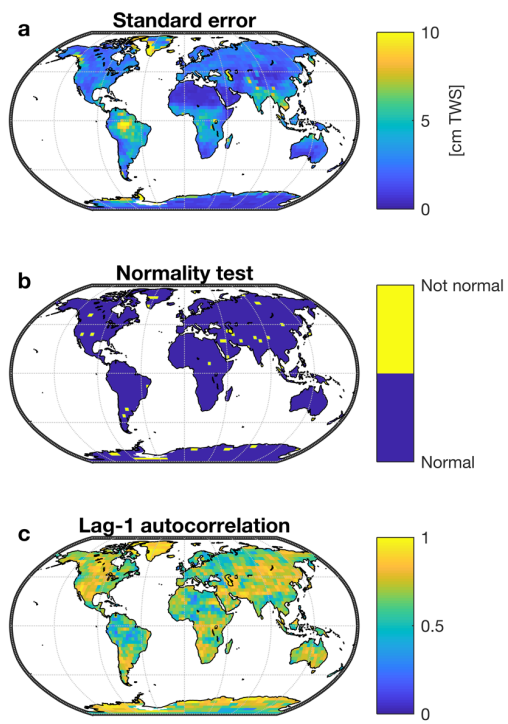 a
Standard error
10
5
0
[cm TWS]
b
Normality test
Not normal
Normal
c
Lag-1 autocorrelation
1
0.5
0